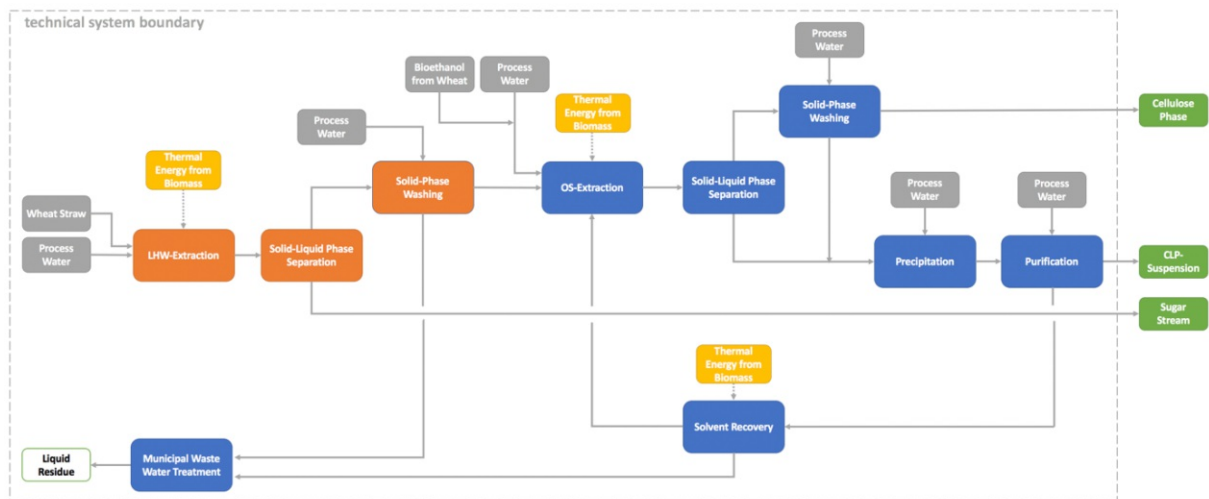 technical system boundary
Process
Water
Bioethanol
from Wheat
Process
Water
Thermal
Energy from
Biomass
Solid-Phase
Washing
Cellulose
Phase
Process
Water
Thermal
Energy from
Biomass
Solid-Phase
Washing
OS-Extraction
Solid-Liquid Phase
Separation
Process
Water
Process
Water
Wheat Straw
Process
Water
LHW-Extraction
Solid-Liquid Phase
Separation
Precipitation
Purification
CLP-
Suspension
Sugar
Stream
Thermal
Energy from
Biomass
Solvent Recovery
Liquid
Residue
Municipal Waste
Water Treatment